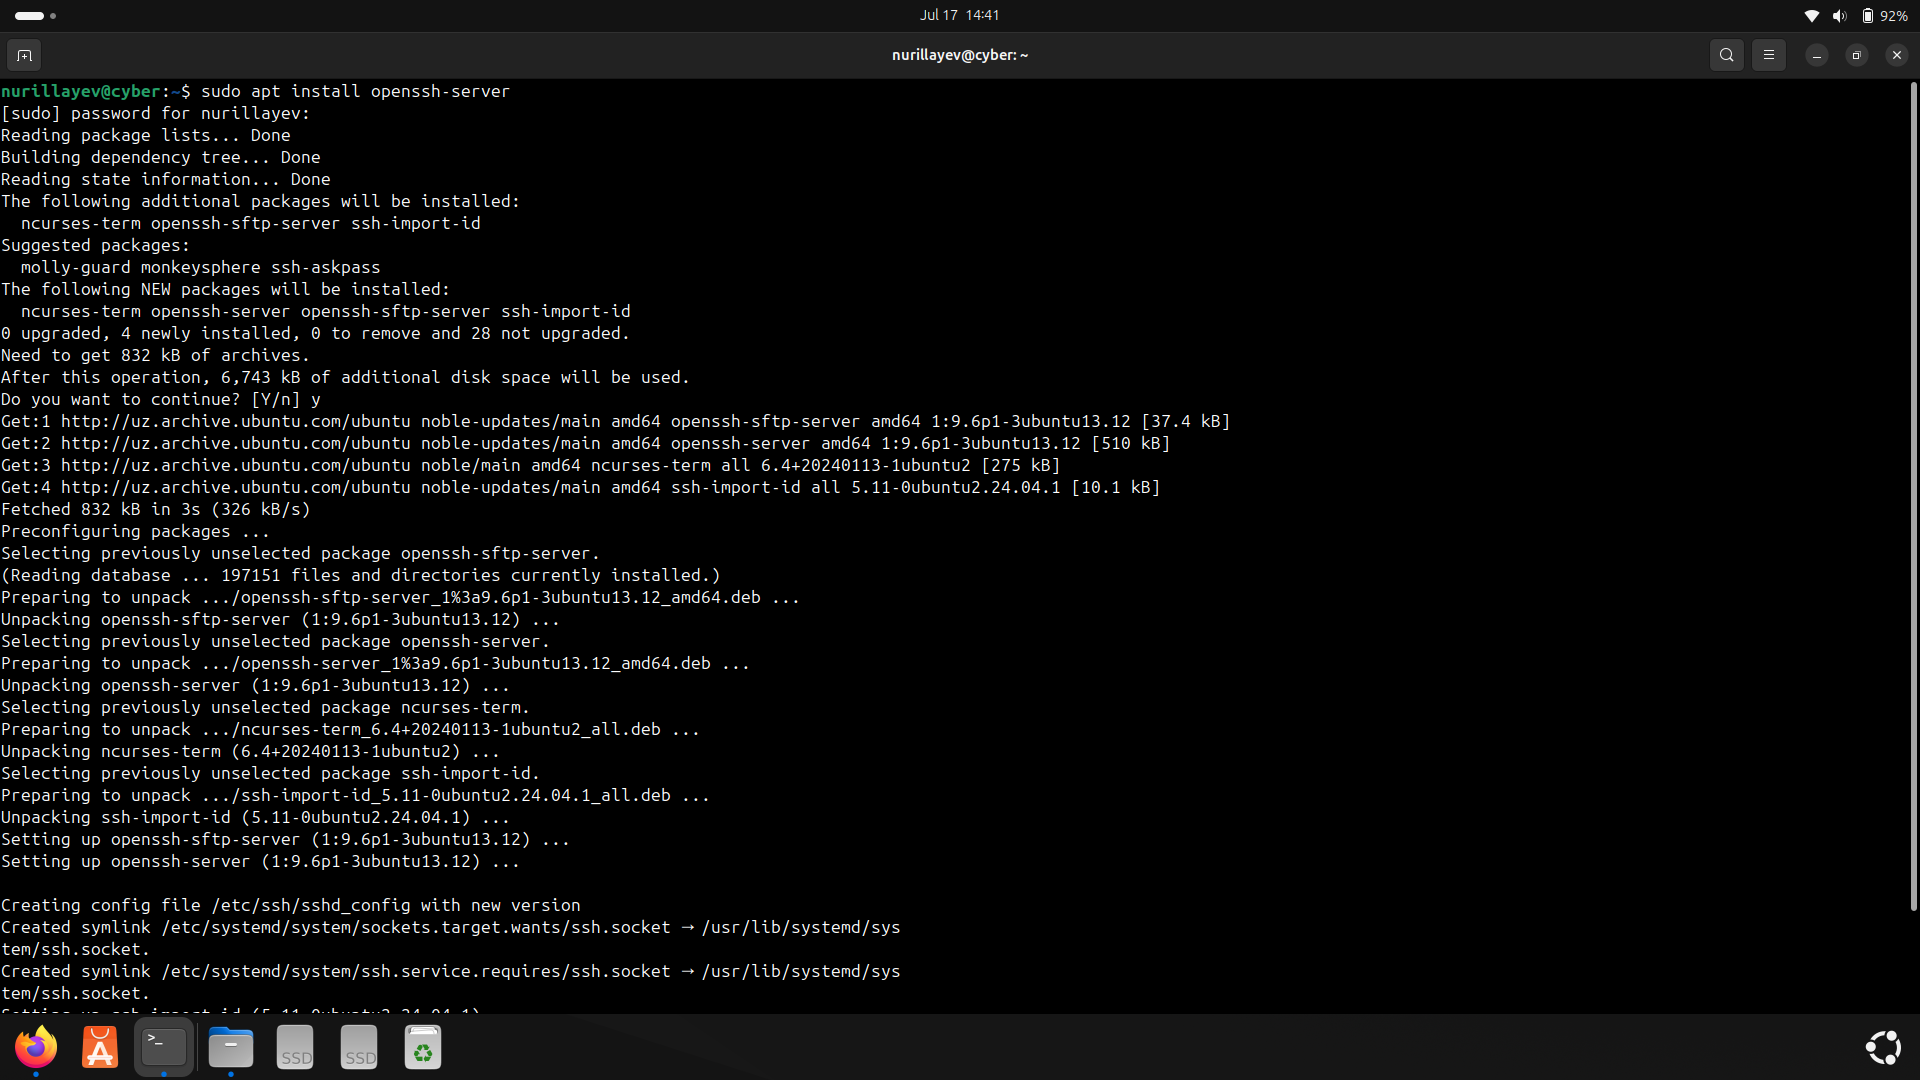 Jul 17 14:41
92%
nurillayev@cyber: ~
nurillayev@cyber:~$ sudo apt install openssh-server
[sudo] password for nurillayev:
Reading package lists... Done
Building dependency tree... Done
Reading state information... Done
The following additional packages will be installed:
  ncurses-term openssh-sftp-server ssh-import-id
Suggested packages:
  molly-guard monkeysphere ssh-askpass
The following NEW packages will be installed:
  ncurses-term openssh-server openssh-sftp-server ssh-import-id
0 upgraded, 4 newly installed, 0 to remove and 28 not upgraded.
Need to get 832 kB of archives.
After this operation, 6,743 kB of additional disk space will be used.
Do you want to continue? [Y/n] y
Get:1 http://uz.archive.ubuntu.com/ubuntu noble-updates/main amd64 openssh-sftp-server amd64 1:9.6p1-3ubuntu13.12 [37.4 kB]
Get:2 http://uz.archive.ubuntu.com/ubuntu noble-updates/main amd64 openssh-server amd64 1:9.6p1-3ubuntu13.12 [510 kB]
Get:3 http://uz.archive.ubuntu.com/ubuntu noble/main amd64 ncurses-term all 6.4+20240113-1ubuntu2 [275 kB]
Get:4 http://uz.archive.ubuntu.com/ubuntu noble-updates/main amd64 ssh-import-id all 5.11-0ubuntu2.24.04.1 [10.1 kB]
Fetched 832 kB in 3s (326 kB/s)
Preconfiguring packages ...
Selecting previously unselected package openssh-sftp-server.
(Reading database ... 197151 files and directories currently installed.)
Preparing to unpack .../openssh-sftp-server_1%3a9.6p1-3ubuntu13.12_amd64.deb ...
Unpacking openssh-sftp-server (1:9.6p1-3ubuntu13.12) ...
Selecting previously unselected package openssh-server.
Preparing to unpack .../openssh-server_1%3a9.6p1-3ubuntu13.12_amd64.deb ...
Unpacking openssh-server (1:9.6p1-3ubuntu13.12) ...
Selecting previously unselected package ncurses-term.
Preparing to unpack .../ncurses-term_6.4+20240113-1ubuntu2_all.deb ...
Unpacking ncurses-term (6.4+20240113-1ubuntu2) ...
Selecting previously unselected package ssh-import-id.
Preparing to unpack .../ssh-import-id_5.11-0ubuntu2.24.04.1_all.deb ...
Unpacking ssh-import-id (5.11-0ubuntu2.24.04.1) ...
Setting up openssh-sftp-server (1:9.6p1-3ubuntu13.12) ...
Setting up openssh-server (1:9.6p1-3ubuntu13.12) ...

Creating config file /etc/ssh/sshd_config with new version
Created symlink /etc/systemd/system/sockets.target.wants/ssh.socket → /usr/lib/systemd/sys
tem/ssh.socket.
Created symlink /etc/systemd/system/ssh.service.requires/ssh.socket → /usr/lib/systemd/sys
tem/ssh.socket.
Setting up ssh-import-id (5.11-0ubuntu2.24.04.1)
SSD
SSD